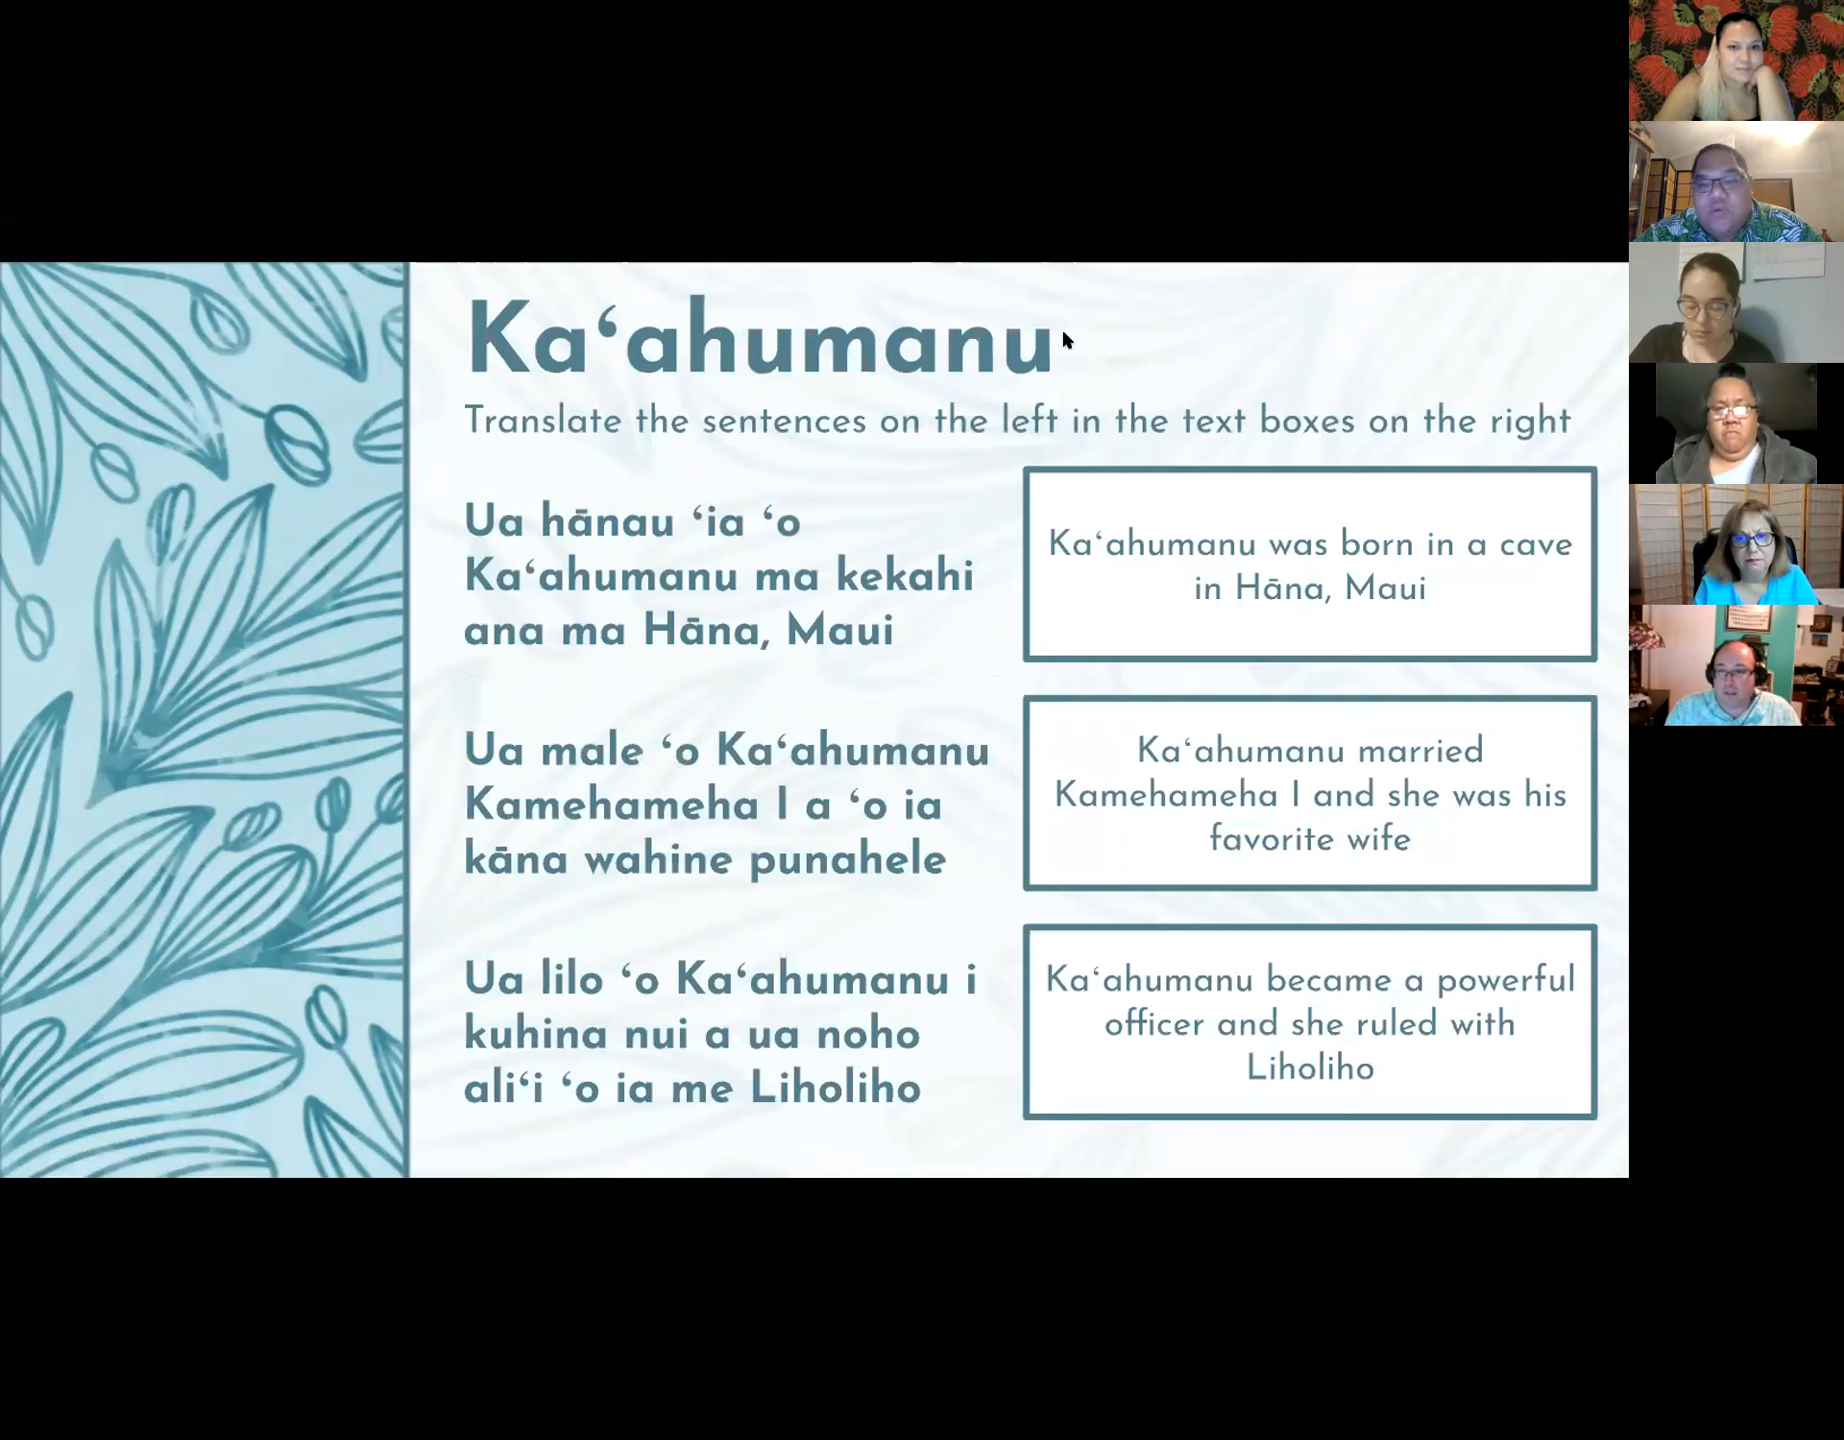 Kaʻahumanu
Translate the sentences on the left in the text boxes on the right
Ua hānau ʻia ʻo
Kaʻahumanu ma kekahi
ana ma Hāna, Maui
Kaʻahumanu was born in a cave
in Hāna, Maui
Ua male ʻo Kaʻahumanu
Kamehameha I a ʻo ia
kāna wahine punahele
Kaʻahumanu married
Kamehameha I and she was his
favorite wife
Ua lilo ʻo Kaʻahumanu i
kuhina nui a ua noho
aliʻi ʻo ia me Liholiho
Kaʻahumanu became a powerful
officer and she ruled with
Liholiho